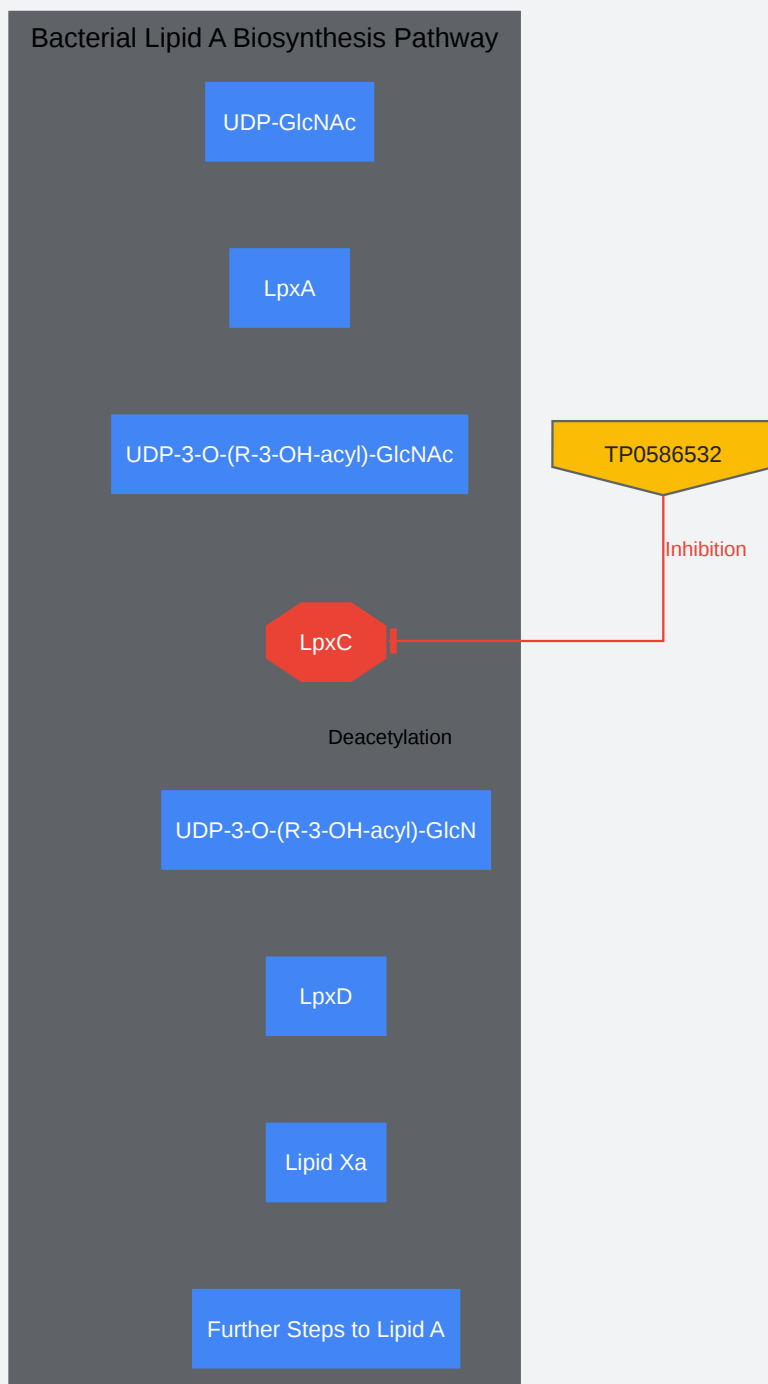 Bacterial Lipid A Biosynthesis Pathway
UDP-GlcNAc
LpxA
UDP-3-O-(R-3-OH-acyl)-GlcNAc
TP0586532
Inhibition
LpxC
Deacetylation
UDP-3-O-(R-3-OH-acyl)-GlcN
LpxD
Lipid Xa
Further Steps to Lipid A